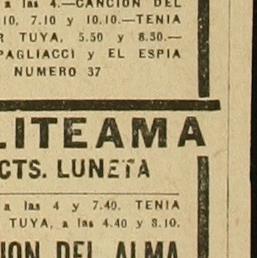 a las 4.—CANCION DEL
10, 7.10 y 10.10.—TENIA
TUYA, 5.50 y 8.30.—
PAGLIACCI y EL ESPIA
NUMERO 37
LITEAMA
CTS. LUNETA
a las 4 y 7.40. TENIA
TUYA, a las 4.40 y 8.10.
ION DEL ALMA